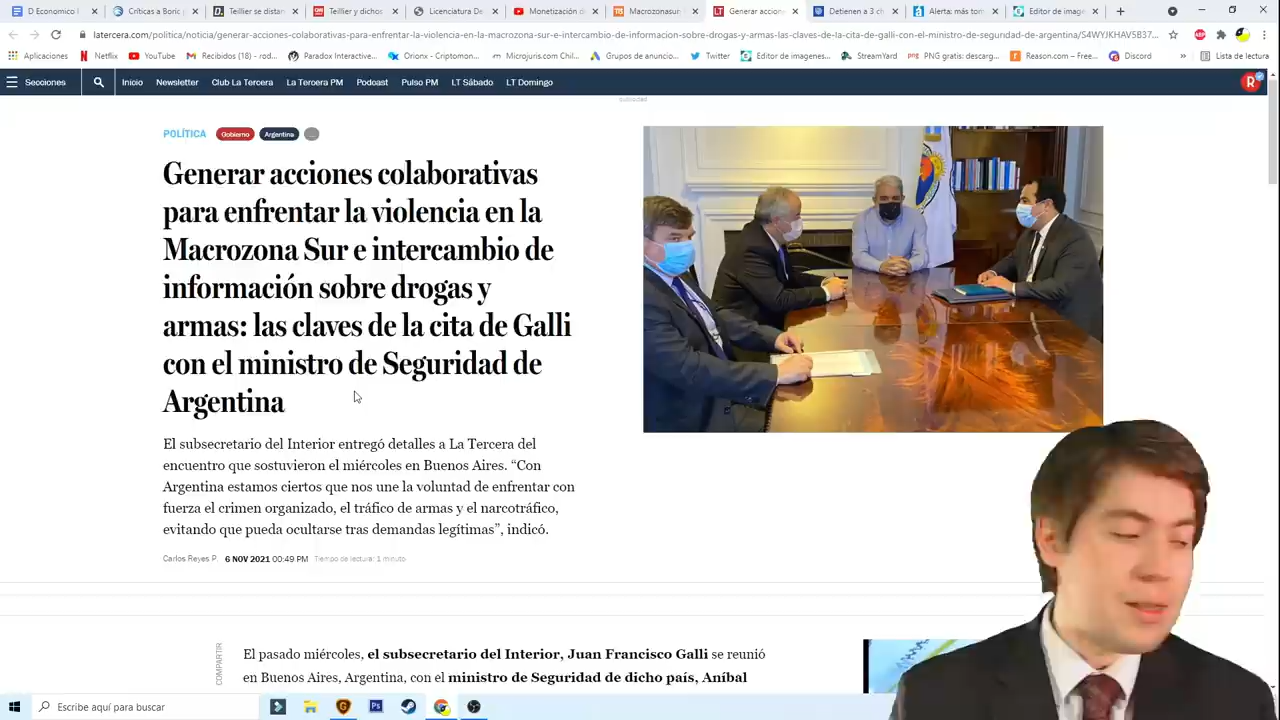 D Economico I
Críticas a Boric p
Teillier se distan
Teillier y dichos
Licenciatura De
Monetización de
Macrozonasur: N
Generar accione
Detienen a 3 ch
Alerta: más torm
Editor de image
latercera.com/politica/noticia/generar-acciones-colaborativas-para-enfrentar-la-violencia-en-la-macrozona-sur-e-intercambio-de-informacion-sobre-drogas-y-armas-las-claves-de-la-cita-de-galli-con-el-ministro-de-seguridad-de-argentina/S4WYJKHAV5B37...
Aplicaciones
Netflix
YouTube
Recibidos (18) - rod...
Paradox Interactive...
Orionx - Criptomon...
Microjuris.com Chil...
Grupos de anuncio...
Twitter
Editor de imagenes...
StreamYard
PNG gratis: descarg...
Reason.com – Free...
Discord
»
Lista de lectura
Secciones
Inicio
Newsletter
Club La Tercera
La Tercera PM
Podcast
Pulso PM
LT Sábado
LT Domingo
R
publicidad
POLÍTICA
Gobierno
Argentina
...
Generar acciones colaborativas
para enfrentar la violencia en la
Macrozona Sur e intercambio de
información sobre drogas y
armas: las claves de la cita de Galli
con el ministro de Seguridad de
Argentina
El subsecretario del Interior entregó detalles a La Tercera del
encuentro que sostuvieron el miércoles en Buenos Aires. “Con
Argentina estamos ciertos que nos une la voluntad de enfrentar con
fuerza el crimen organizado, el tráfico de armas y el narcotráfico,
evitando que pueda ocultarse tras demandas legítimas”, indicó.
Carlos Reyes P. 6 NOV 2021 00:49 PM Tiempo de lectura: 1 minuto
COMPARTIR
El pasado miércoles, el subsecretario del Interior, Juan Francisco Galli se reunió
en Buenos Aires, Argentina, con el ministro de Seguridad de dicho país, Aníbal
Escribe aquí para buscar